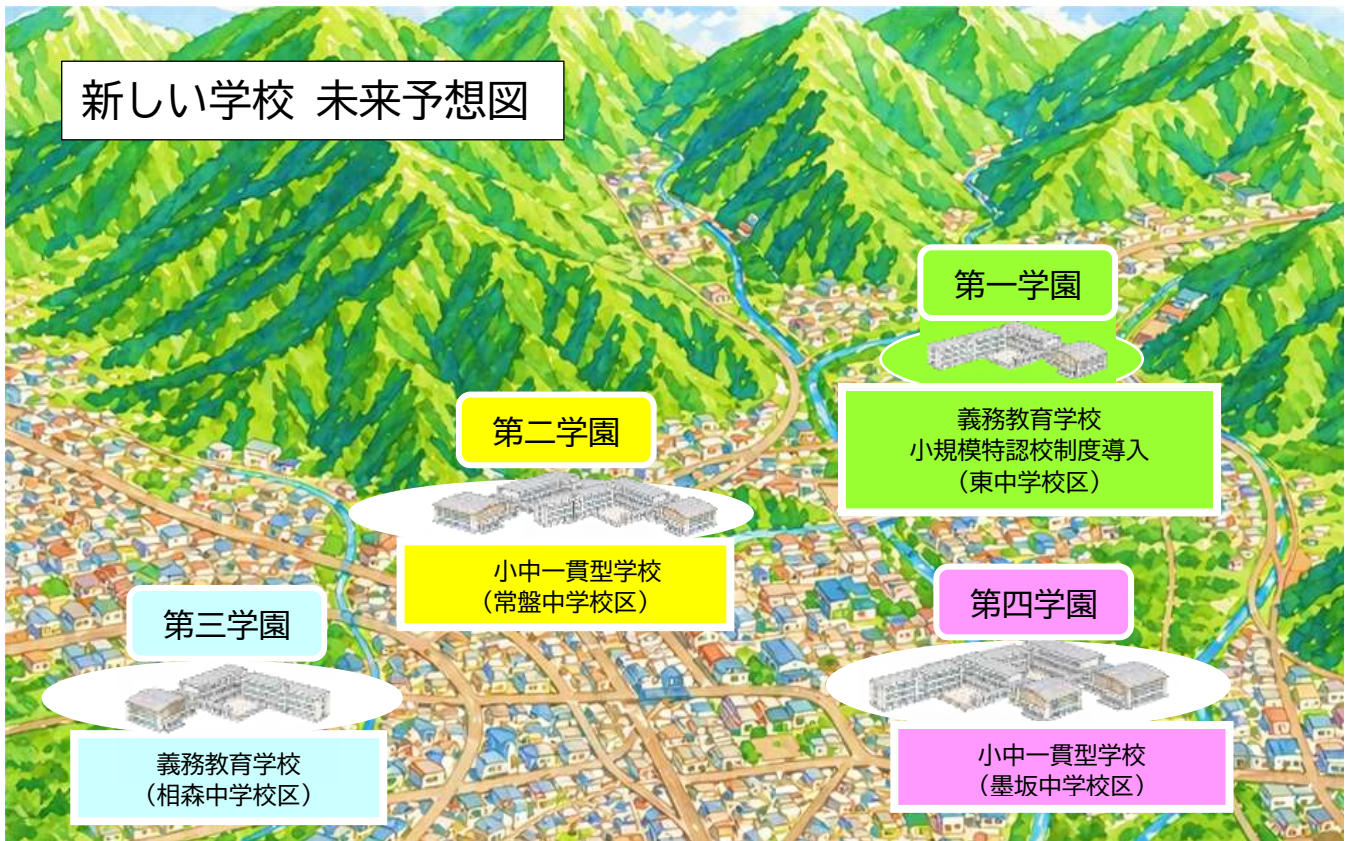 新しい学校 未来予想図
第一学園
義務教育学校
小規模特認校制度導入
（東中学校区）
第二学園
小中一貫型学校
（常盤中学校区）
第三学園
義務教育学校
（相森中学校区）
第四学園
小中一貫型学校
（墨坂中学校区）